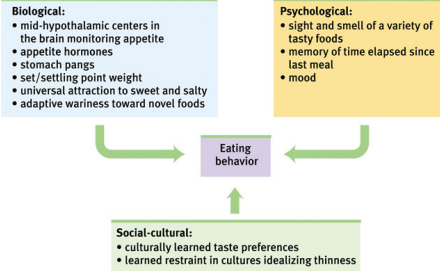 Biological:
• mid-hypothalamic centers in
the brain monitoring appetite
• appetite hormones
• stomach pangs
• set/settling point weight
• universal attraction to sweet and salty
• adaptive wariness toward novel foods
Psychological:
• sight and smell of a variety of
tasty foods
• memory of time elapsed since
last meal
• mood
Eating
behavior
Social-cultural:
• culturally learned taste preferences
• learned restraint in cultures idealizing thinness